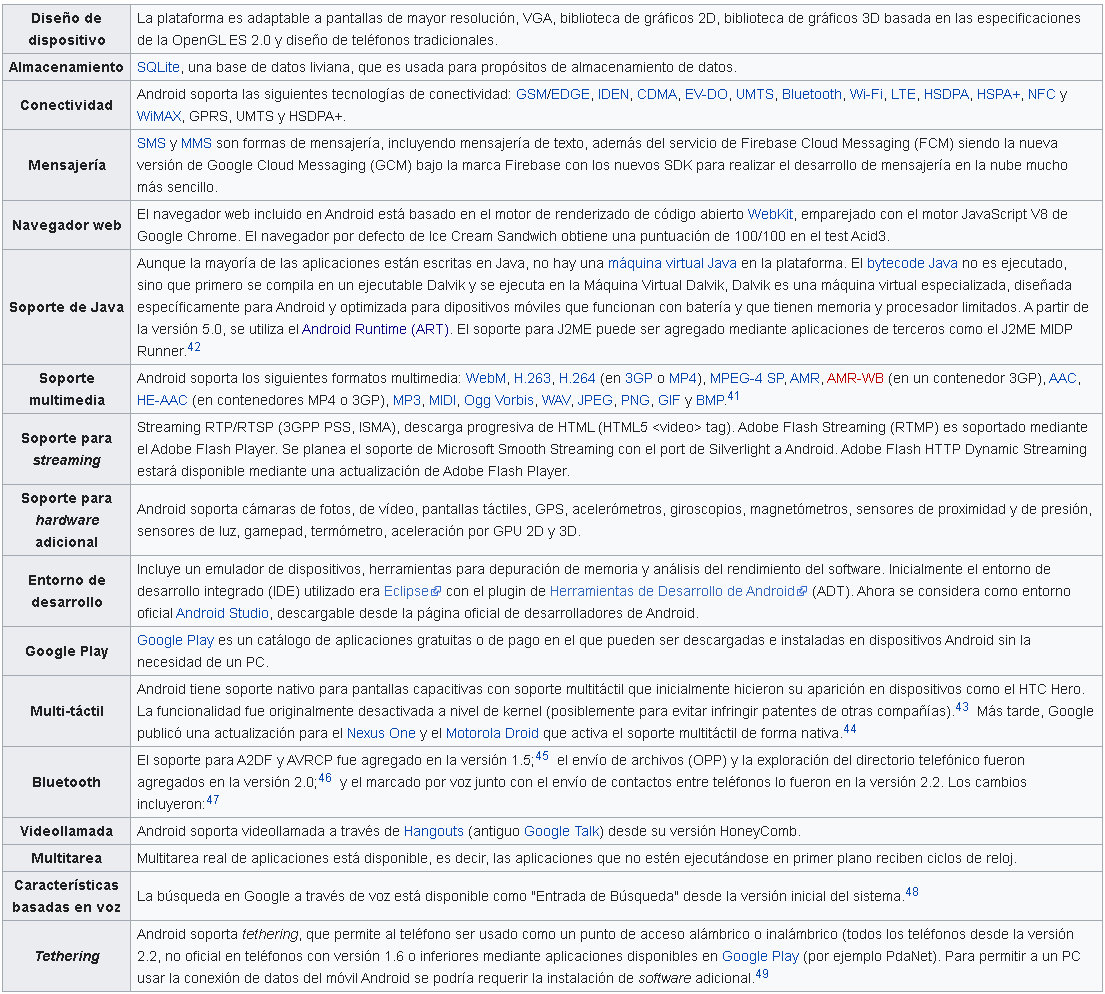 Diseño de
dispositivo
La plataforma es adaptable a pantallas de mayor resolución, VGA, biblioteca de gráficos 2D, biblioteca de gráficos 3D basada en las especificaciones
de la OpenGL ES 2.0 y diseño de teléfonos tradicionales.
Almacenamiento
SQLite, una base de datos liviana, que es usada para propósitos de almacenamiento de datos.
Conectividad
Android soporta las siguientes tecnologías de conectividad: GSM/EDGE, IDEN, CDMA, EV-DO, UMTS, Bluetooth, Wi-Fi, LTE, HSDPA, HSPA+, NFC y
WiMAX, GPRS, UMTS y HSDPA+.
Mensajería
SMS y MMS son formas de mensajería, incluyendo mensajería de texto, además del servicio de Firebase Cloud Messaging (FCM) siendo la nueva
versión de Google Cloud Messaging (GCM) bajo la marca Firebase con los nuevos SDK para realizar el desarrollo de mensajería en la nube mucho
más sencillo.
Navegador web
El navegador web incluido en Android está basado en el motor de renderizado de código abierto WebKit, emparejado con el motor JavaScript V8 de
Google Chrome. El navegador por defecto de Ice Cream Sandwich obtiene una puntuación de 100/100 en el test Acid3.
Soporte de Java
Aunque la mayoría de las aplicaciones están escritas en Java, no hay una máquina virtual Java en la plataforma. El bytecode Java no es ejecutado,
sino que primero se compila en un ejecutable Dalvik y se ejecuta en la Máquina Virtual Dalvik, Dalvik es una máquina virtual especializada, diseñada
específicamente para Android y optimizada para dipositivos móviles que funcionan con batería y que tienen memoria y procesador limitados. A partir de
la versión 5.0, se utiliza el Android Runtime (ART). El soporte para J2ME puede ser agregado mediante aplicaciones de terceros como el J2ME MIDP
Runner.42
Soporte
multimedia
Android soporta los siguientes formatos multimedia: WebM, H.263, H.264 (en 3GP o MP4), MPEG-4 SP, AMR, AMR-WB (en un contenedor 3GP), AAC,
HE-AAC (en contenedores MP4 o 3GP), MP3, MIDI, Ogg Vorbis, WAV, JPEG, PNG, GIF y BMP.41
Soporte para
streaming
Streaming RTP/RTSP (3GPP PSS, ISMA), descarga progresiva de HTML (HTML5 <video> tag). Adobe Flash Streaming (RTMP) es soportado mediante
el Adobe Flash Player. Se planea el soporte de Microsoft Smooth Streaming con el port de Silverlight a Android. Adobe Flash HTTP Dynamic Streaming
estará disponible mediante una actualización de Adobe Flash Player.
Soporte para
hardware
adicional
Android soporta cámaras de fotos, de vídeo, pantallas táctiles, GPS, acelerómetros, giroscopios, magnetómetros, sensores de proximidad y de presión,
sensores de luz, gamepad, termómetro, aceleración por GPU 2D y 3D.
Entorno de
desarrollo
Incluye un emulador de dispositivos, herramientas para depuración de memoria y análisis del rendimiento del software. Inicialmente el entorno de
desarrollo integrado (IDE) utilizado era Eclipse con el plugin de Herramientas de Desarrollo de Android (ADT). Ahora se considera como entorno
oficial Android Studio, descargable desde la página oficial de desarrolladores de Android.
Google Play
Google Play es un catálogo de aplicaciones gratuitas o de pago en el que pueden ser descargadas e instaladas en dispositivos Android sin la
necesidad de un PC.
Multi-táctil
Android tiene soporte nativo para pantallas capacitivas con soporte multitáctil que inicialmente hicieron su aparición en dispositivos como el HTC Hero.
La funcionalidad fue originalmente desactivada a nivel de kernel (posiblemente para evitar infringir patentes de otras compañías).43 Más tarde, Google
publicó una actualización para el Nexus One y el Motorola Droid que activa el soporte multitáctil de forma nativa.44
Bluetooth
El soporte para A2DF y AVRCP fue agregado en la versión 1.5;45 el envío de archivos (OPP) y la exploración del directorio telefónico fueron
agregados en la versión 2.0;46 y el marcado por voz junto con el envío de contactos entre teléfonos lo fueron en la versión 2.2. Los cambios
incluyeron:47
Videollamada
Android soporta videollamada a través de Hangouts (antiguo Google Talk) desde su versión HoneyComb.
Multitarea
Multitarea real de aplicaciones está disponible, es decir, las aplicaciones que no estén ejecutándose en primer plano reciben ciclos de reloj.
Características
basadas en voz
La búsqueda en Google a través de voz está disponible como "Entrada de Búsqueda" desde la versión inicial del sistema.48
Tethering
Android soporta tethering, que permite al teléfono ser usado como un punto de acceso alámbrico o inalámbrico (todos los teléfonos desde la versión
2.2, no oficial en teléfonos con versión 1.6 o inferiores mediante aplicaciones disponibles en Google Play (por ejemplo PdaNet). Para permitir a un PC
usar la conexión de datos del móvil Android se podría requerir la instalación de software adicional.49